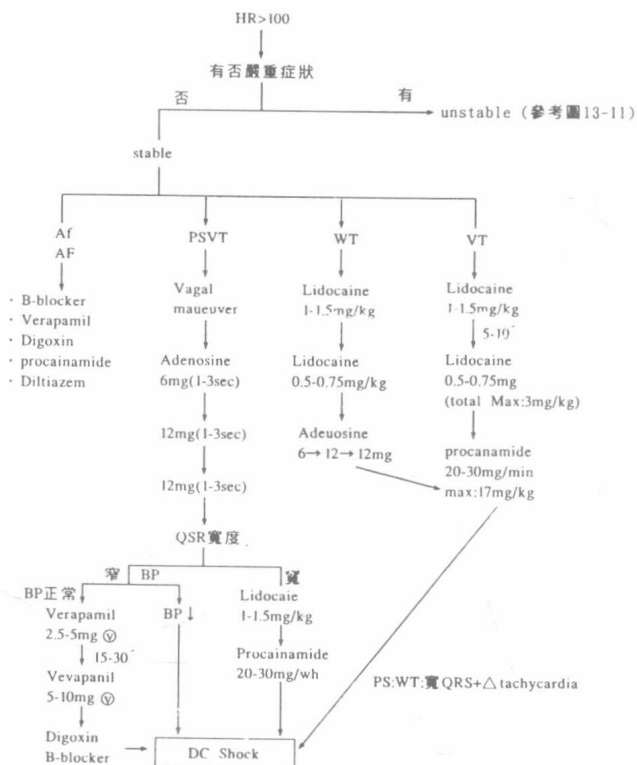 HR>100
有否嚴重症狀
否
有
unstable (參考圖13-11)
stable
Af
AF
· B-blocker
· Verapamil
· Digoxin
· procainamide
· Diltiazem
PSVT
Vagal
maueuver
Adenosine
6mg(1-3sec)
12mg(1-3sec)
12mg(1-3sec)
QSR寬度
窄
BP
寬
BP正常
Verapamil
2.5-5mg Ⓥ
15-30´
Vevapanil
5-10mg Ⓥ
Digoxin
B-blocker
BP↓
Lidocaie
1-1.5mg/kg
Procainamide
20-30mg/wh
DC Shock
WT
Lidocaine
1-1.5mg/kg
Lidocaine
0.5-0.75mg/kg
Adeuosine
6→12→12mg
VT
Lidocaine
1-1.5mg/kg
5-10´
Lidocaine
0.5-0.75mg
(total Max:3mg/kg)
procanamide
20-30mg/min
max:17mg/kg
PS:WT:寬QRS+△tachycardia